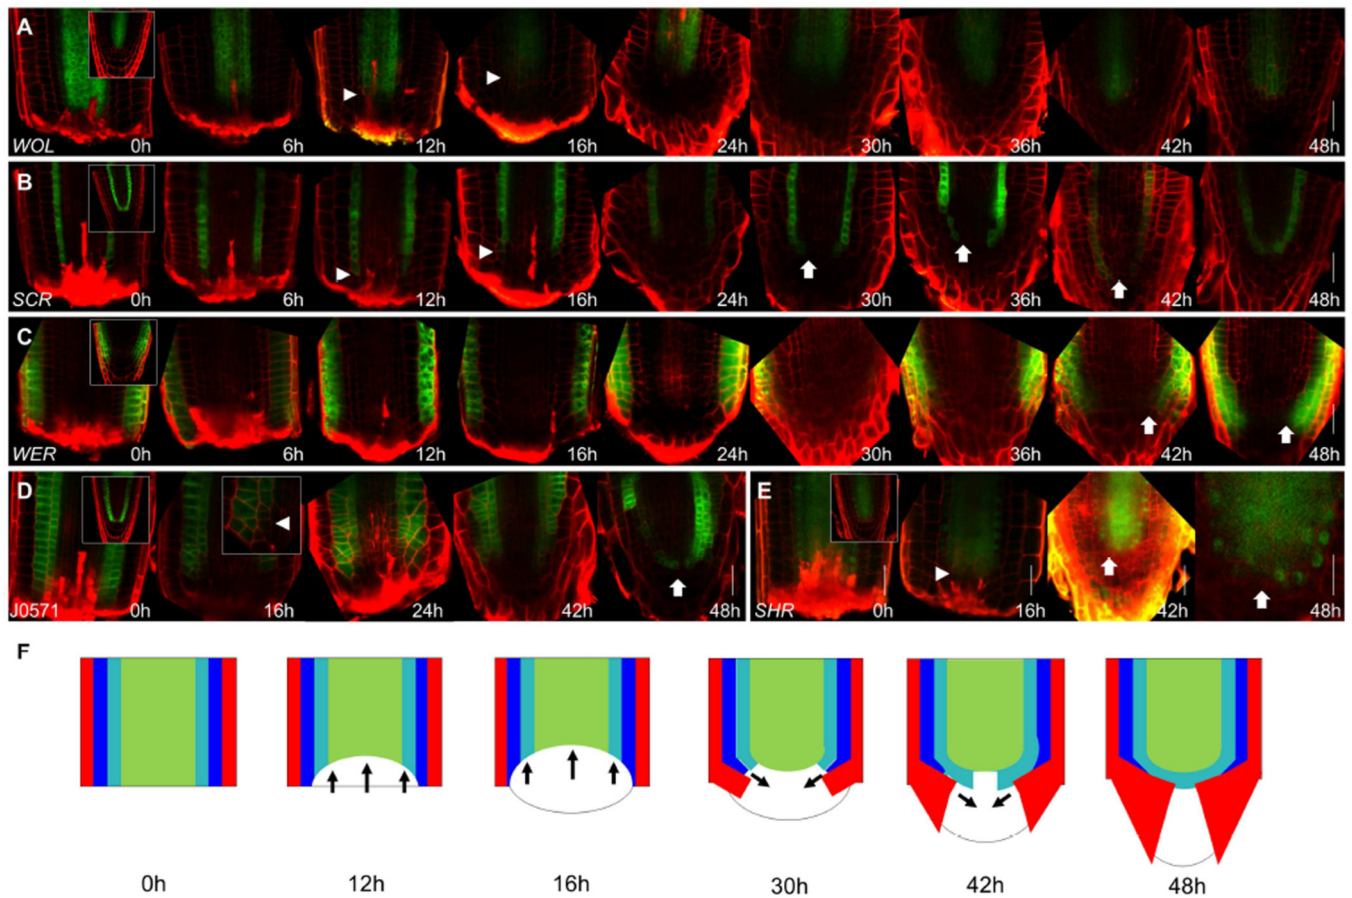 A
WOL 0h 6h 12h 16h 24h 30h 36h 42h 48h
B
SCR 0h 6h 12h 16h 24h 30h 36h 42h 48h
C
WER 0h 6h 12h 16h 24h 30h 36h 42h 48h
D E
J0571 0h 16h 24h 42h 48h SHR 0h 16h 42h 48h
F
0h 12h 16h 30h 42h 48h